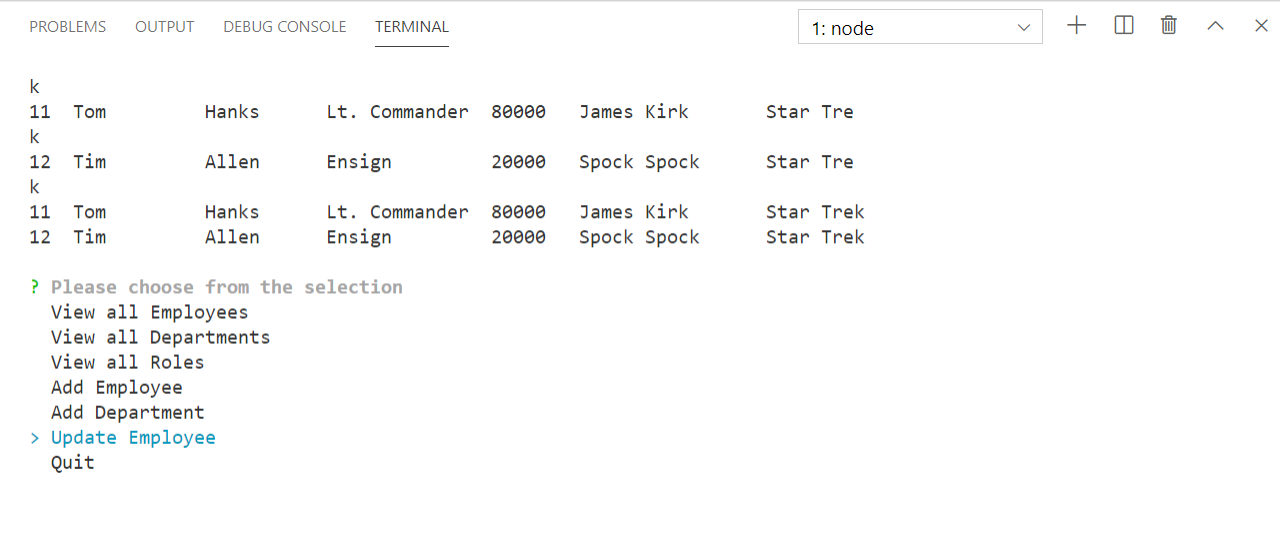 PROBLEMS OUTPUT DEBUG CONSOLE TERMINAL 1: node
k
11 Tom Hanks Lt. Commander 80000 James Kirk Star Tre
k
12 Tim Allen Ensign 20000 Spock Spock Star Tre
k
11 Tom Hanks Lt. Commander 80000 James Kirk Star Trek
12 Tim Allen Ensign 20000 Spock Spock Star Trek
? Please choose from the selection
View all Employees
View all Departments
View all Roles
Add Employee
Add Department
> Update Employee
Quit